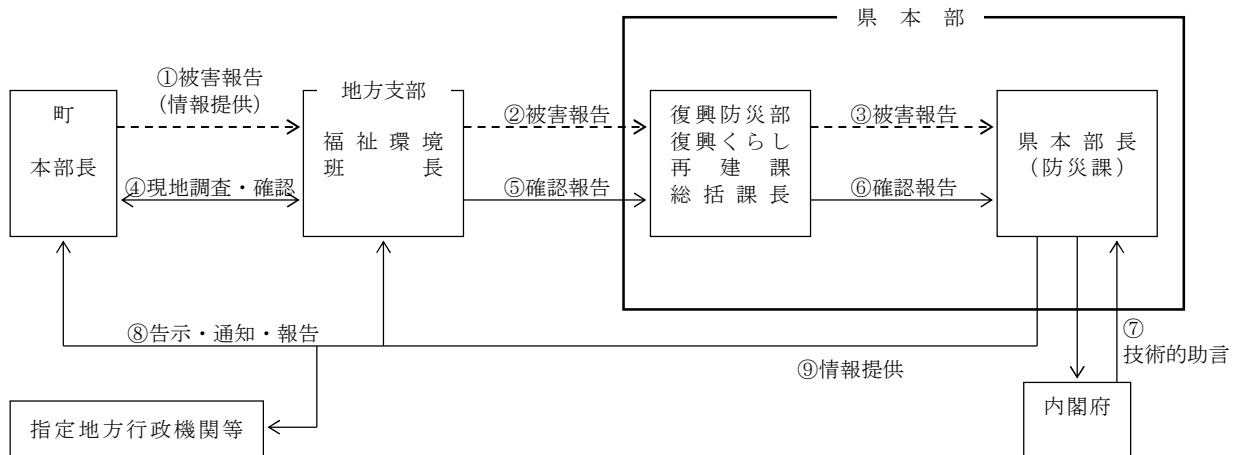 県 本 部
①被害報告
（情報提供）
町
本部長
地方支部
福 祉 環 境
班 長
②被害報告
復興防災部
復興くらし
再 建 課
総 括 課 長
③被害報告
県 本 部 長
（防災課）
④現地調査・確認
⑤確認報告
⑥確認報告
⑧告示・通知・報告
⑦
技術的助言
⑨情報提供
指定地方行政機関等
内閣府